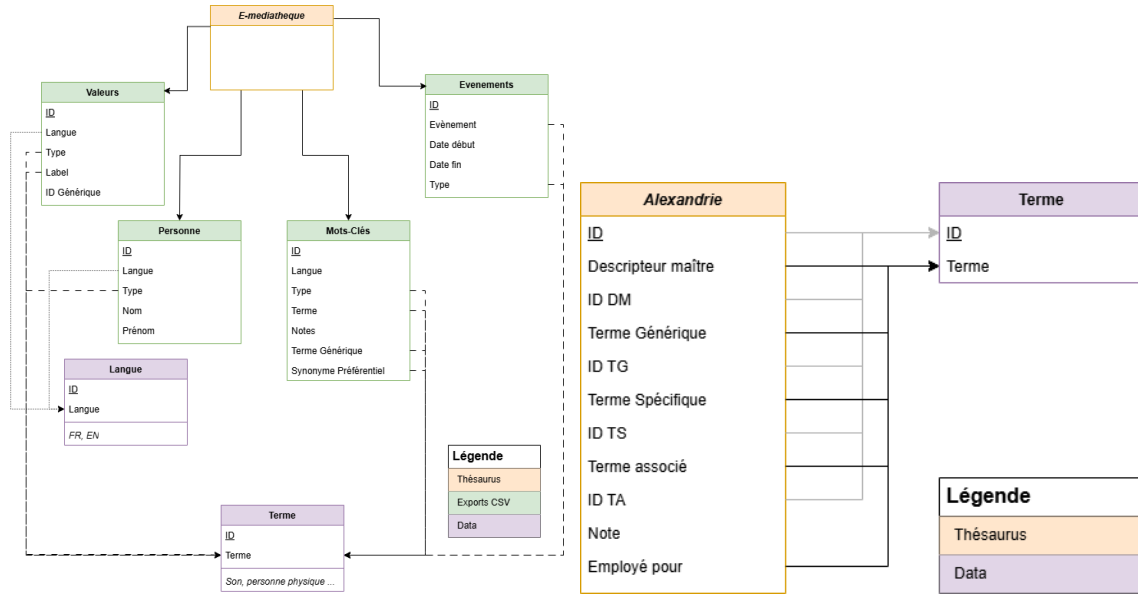 E-mediatheque
Valeurs
ID
Langue
Type
Label
ID Générique
Evenements
ID
Evènement
Date début
Date fin
Type
Personne
ID
Langue
Type
Nom
Prénom
Mots-Clés
ID
Langue
Type
Terme
Notes
Terme Générique
Synonyme Préférentiel
Langue
ID
Langue
FR, EN
Légende
Thésaurus
Exports CSV
Data
Terme
ID
Terme
Son, personne physique ...
Alexandrie
ID
Descripteur maître
ID DM
Terme Générique
ID TG
Terme Spécifique
ID TS
Terme associé
ID TA
Note
Employé pour
Terme
ID
Terme
Légende
Thésaurus
Data